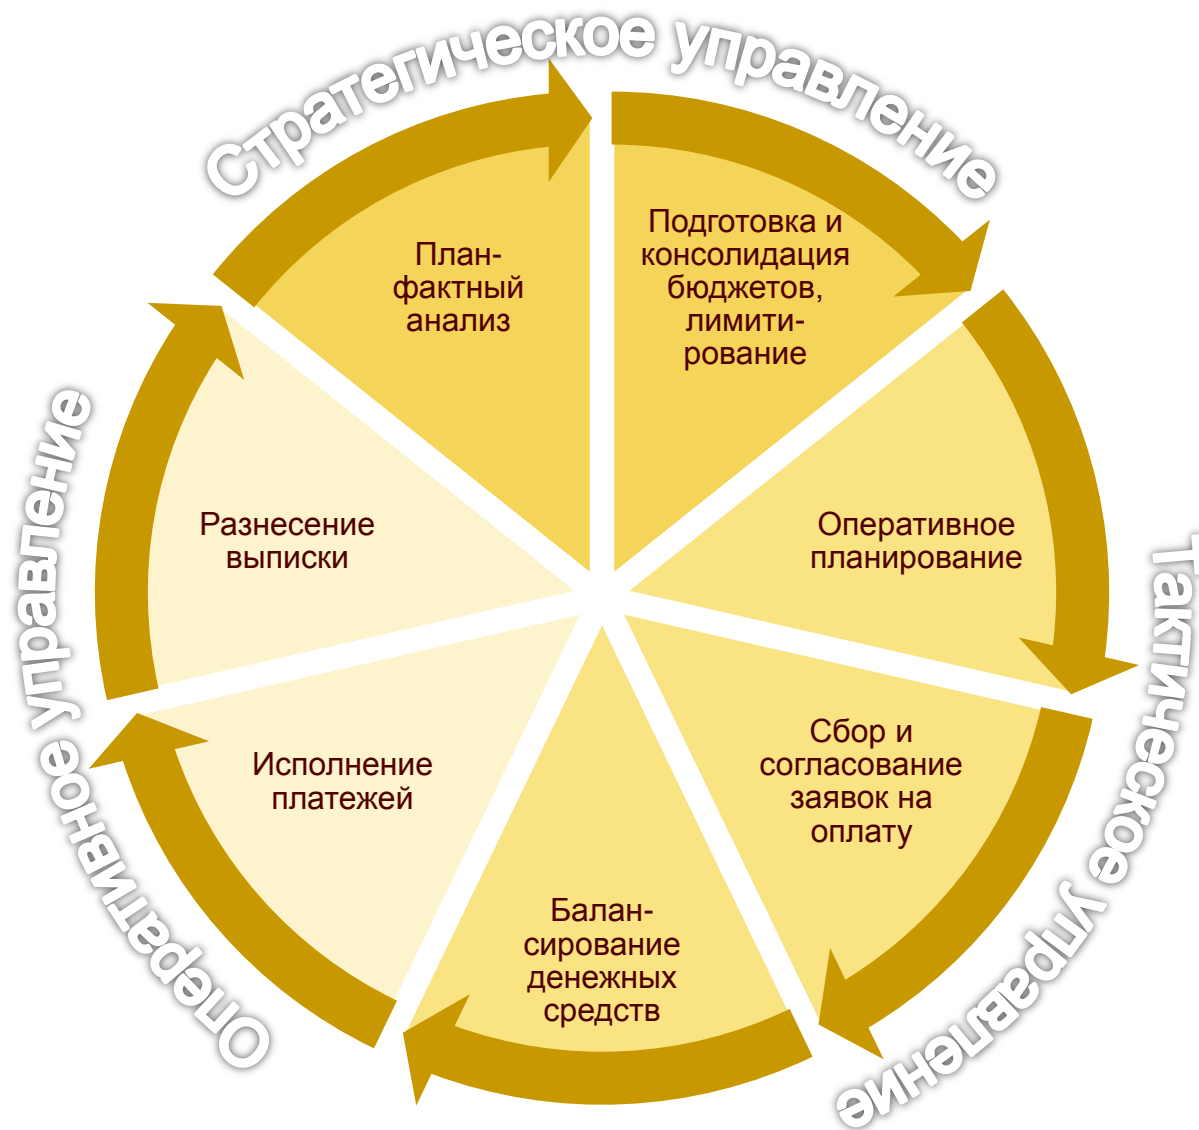 Стратегическое управление
План-
фактный
анализ
Подготовка и
консолидация
бюджетов,
лимити-
рование
Оперативное
планирование
Тактическое управление
Сбор и
согласование
заявок на
оплату
Балан-
сирование
денежных
средств
Исполнение
платежей
Разнесение
выписки
Оперативное управление